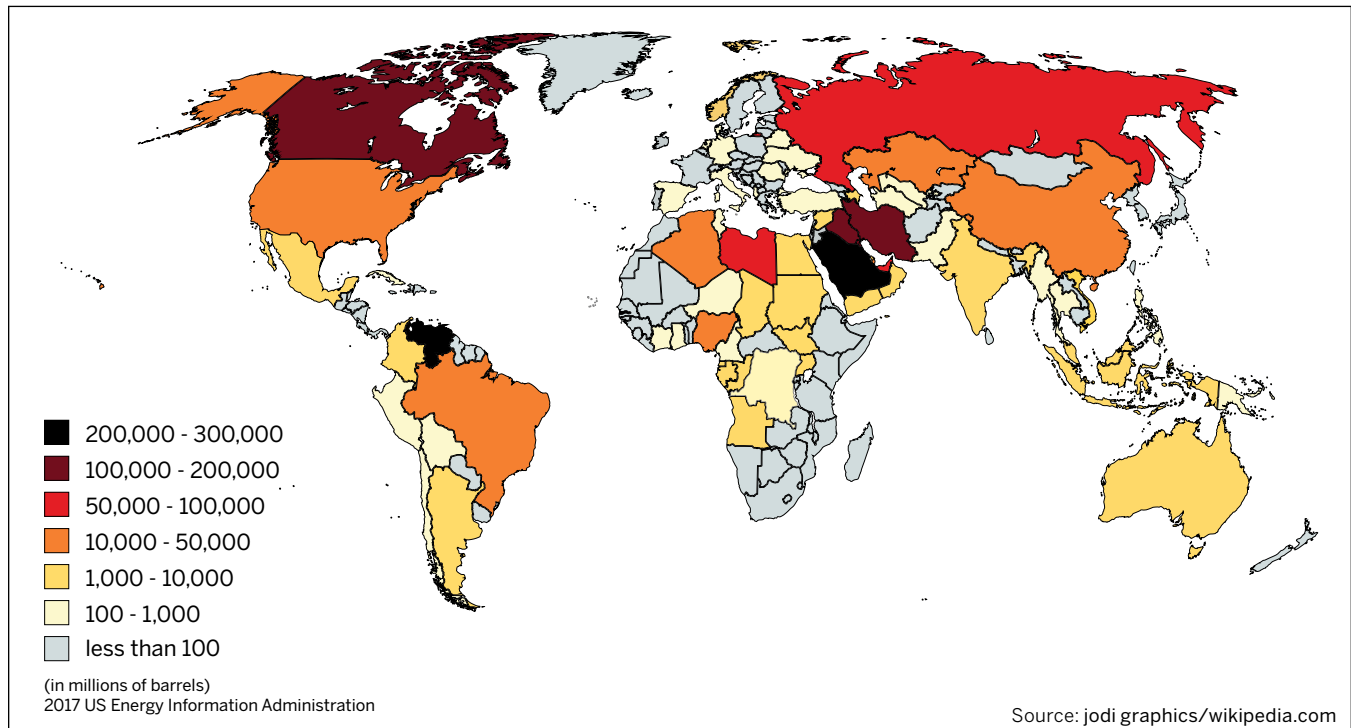 200,000 - 300,000
100,000 - 200,000
50,000 - 100,000
10,000 - 50,000
1,000 - 10,000
100 - 1,000
less than 100
(in millions of barrels)
2017 US Energy Information Administration
Source: jodi graphics/wikipedia.com